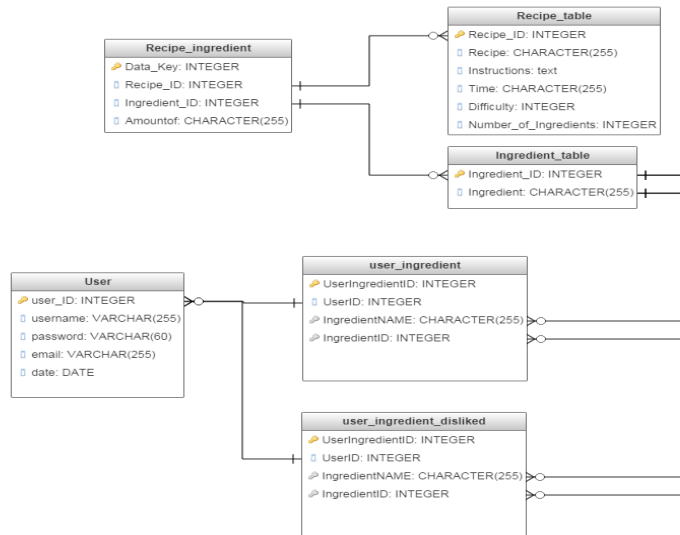 Recipe_table
Recipe_ID: INTEGER
Recipe: CHARACTER(255)
Instructions: text
Time: CHARACTER(255)
Difficulty: INTEGER
Number_of_Ingredients: INTEGER
Recipe_ingredient
Data_Key: INTEGER
Recipe_ID: INTEGER
Ingredient_ID: INTEGER
Amountof: CHARACTER(255)
Ingredient_table
Ingredient_ID: INTEGER
Ingredient: CHARACTER(255)
User
user_ID: INTEGER
username: VARCHAR(255)
password: VARCHAR(60)
email: VARCHAR(255)
date: DATE
user_ingredient
UserIngredientID: INTEGER
UserID: INTEGER
IngredientNAME: CHARACTER(255)
IngredientID: INTEGER
user_ingredient_disliked
UserIngredientID: INTEGER
UserID: INTEGER
IngredientNAME: CHARACTER(255)
IngredientID: INTEGER